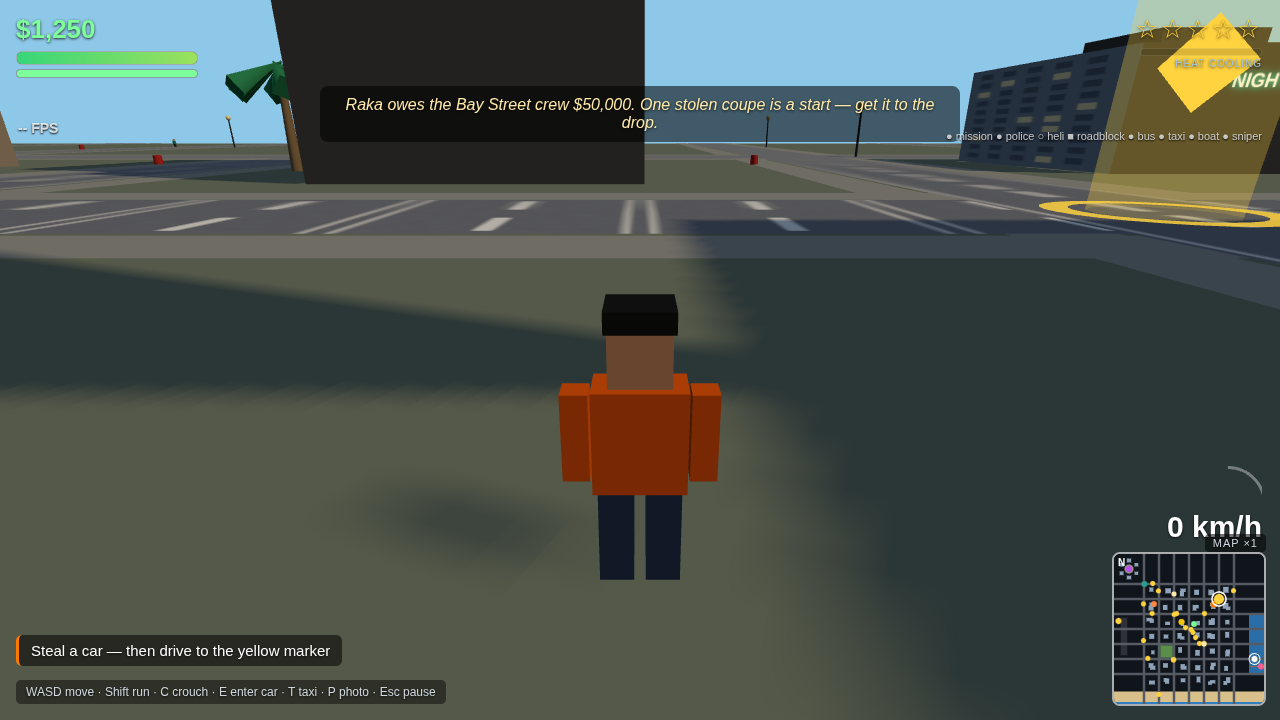 $1,250
☆☆☆☆☆
HEAT COOLING
NIGH
Raka owes the Bay Street crew $50,000. One stolen coupe is a start — get it to the
drop.
-- FPS
● mission ● police ○ heli ■ roadblock ● bus ● taxi ● boat ● sniper
0 km/h
MAP ×1
N
Steal a car — then drive to the yellow marker
WASD move · Shift run · C crouch · E enter car · T taxi · P photo · Esc pause